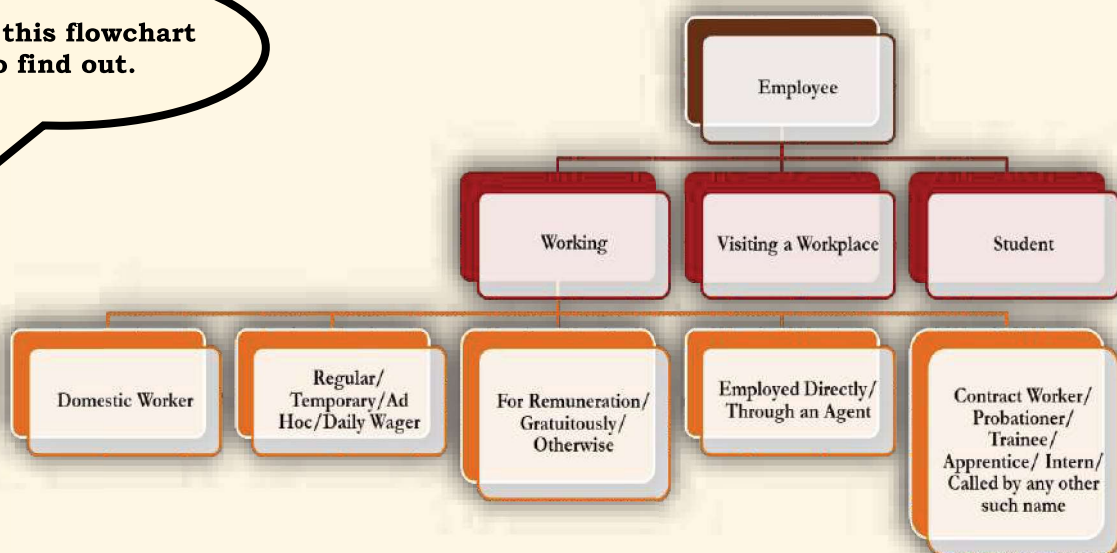 this flowchart
o find out.
Employee
Working
Visiting a Workplace
Student
Domestic Worker
Regular/
Temporary/Ad
Hoc/Daily Wager
For Remuneration/
Gratuitously/
Otherwise
Employed Directly/
Through an Agent
Contract Worker/
Probationer/
Trainee/
Apprentice/ Intern/
Called by any other
such name